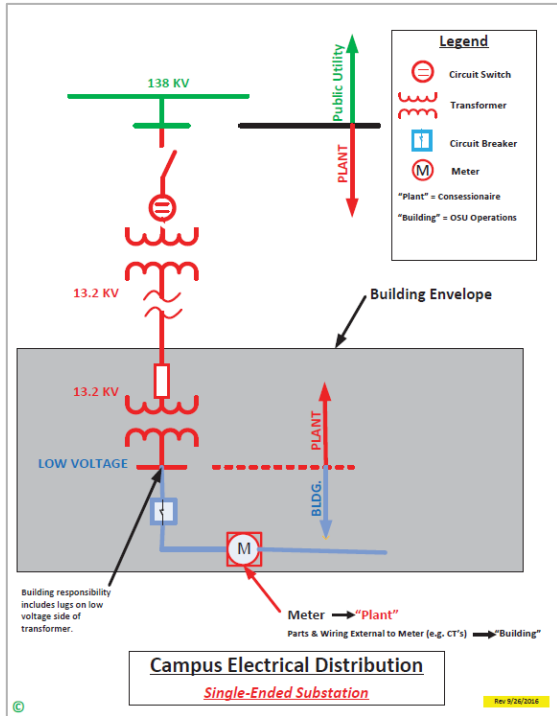 138 KV
Public Utility
PLANT
Legend
Circuit Switch
Transformer
Circuit Breaker
M
Meter
"Plant" = Consessionaire
"Building" = OSU Operations
13.2 KV
Building Envelope
13.2 KV
PLANT
LOW VOLTAGE
BLDG.
M
Building responsibility
includes lugs on low
voltage side of
transformer.
Meter "Plant"
Parts & Wiring External to Meter (e.g. CT's) "Building"
Campus Electrical Distribution
Single-Ended Substation
©
Rev 9/26/2016